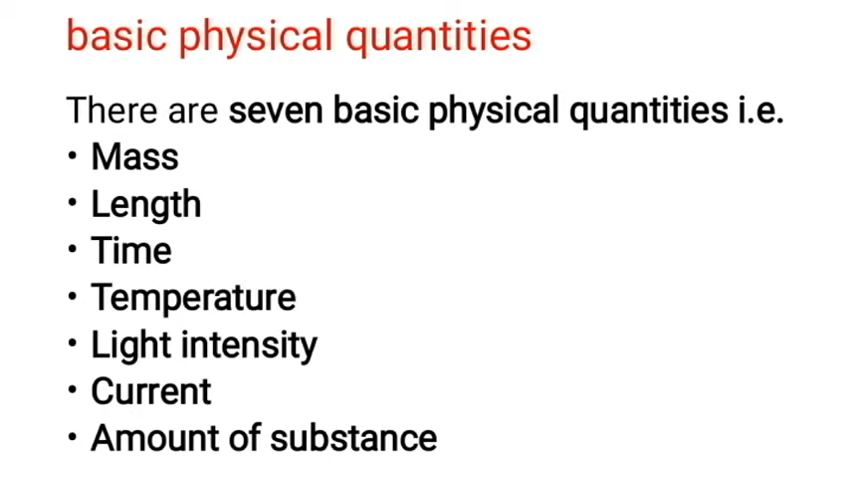 basic physical quantities
There are seven basic physical quantities i.e.
• Mass
• Length
• Time
• Temperature
• Light intensity
• Current
• Amount of substance